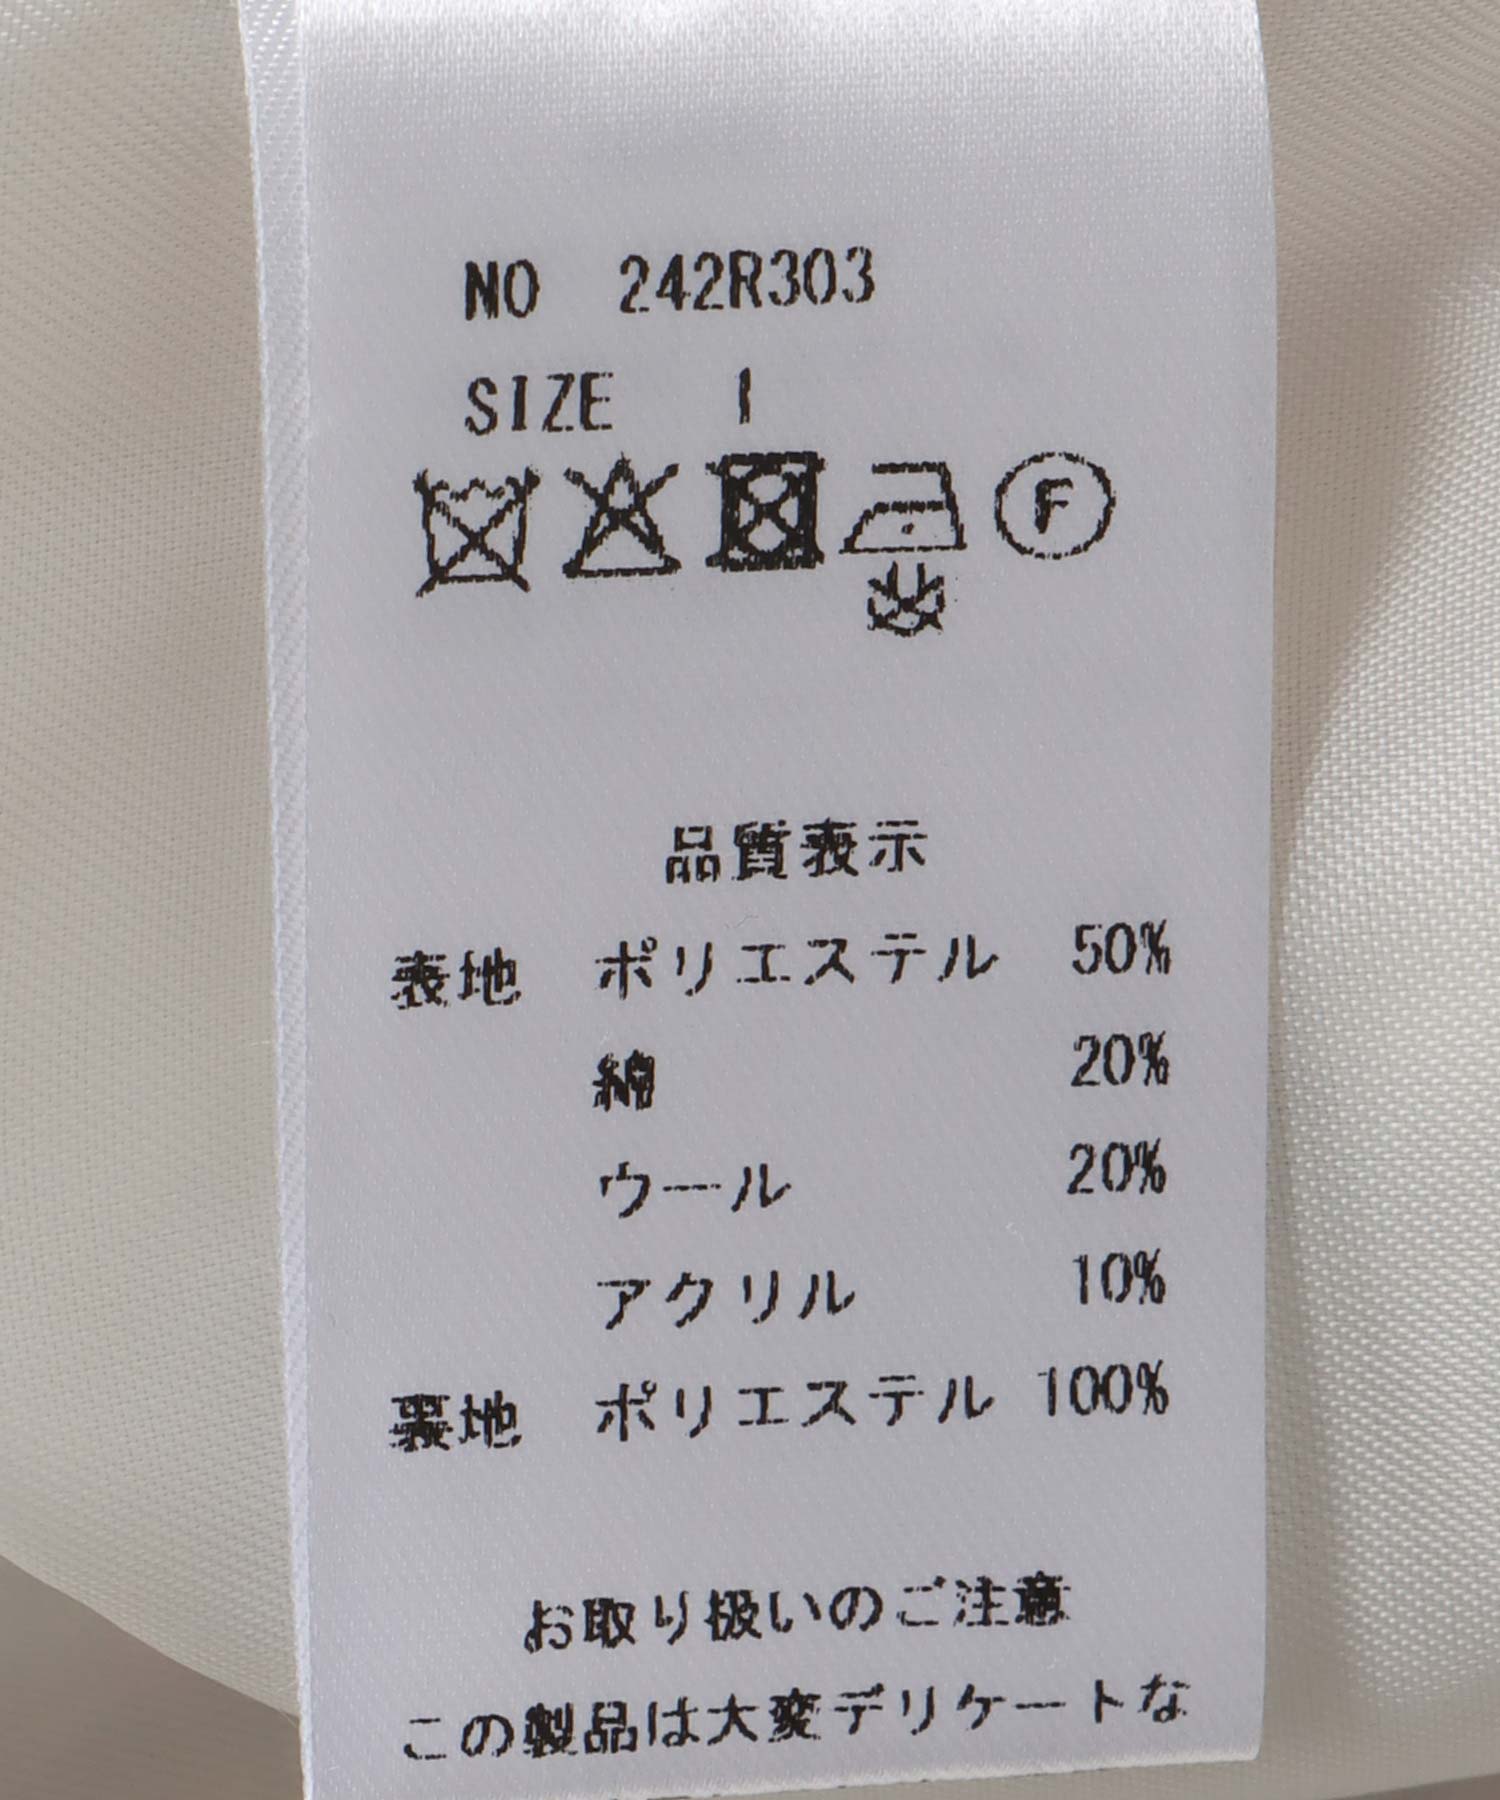 NO 242R303
SIZE 1
F
品質表示
表地 ポリエステル 50%
綿 20%
ウール 20%
アクリル 10%
裏地 ポリエステル 100%
お取り扱いのご注意
この製品は大変デリケートな